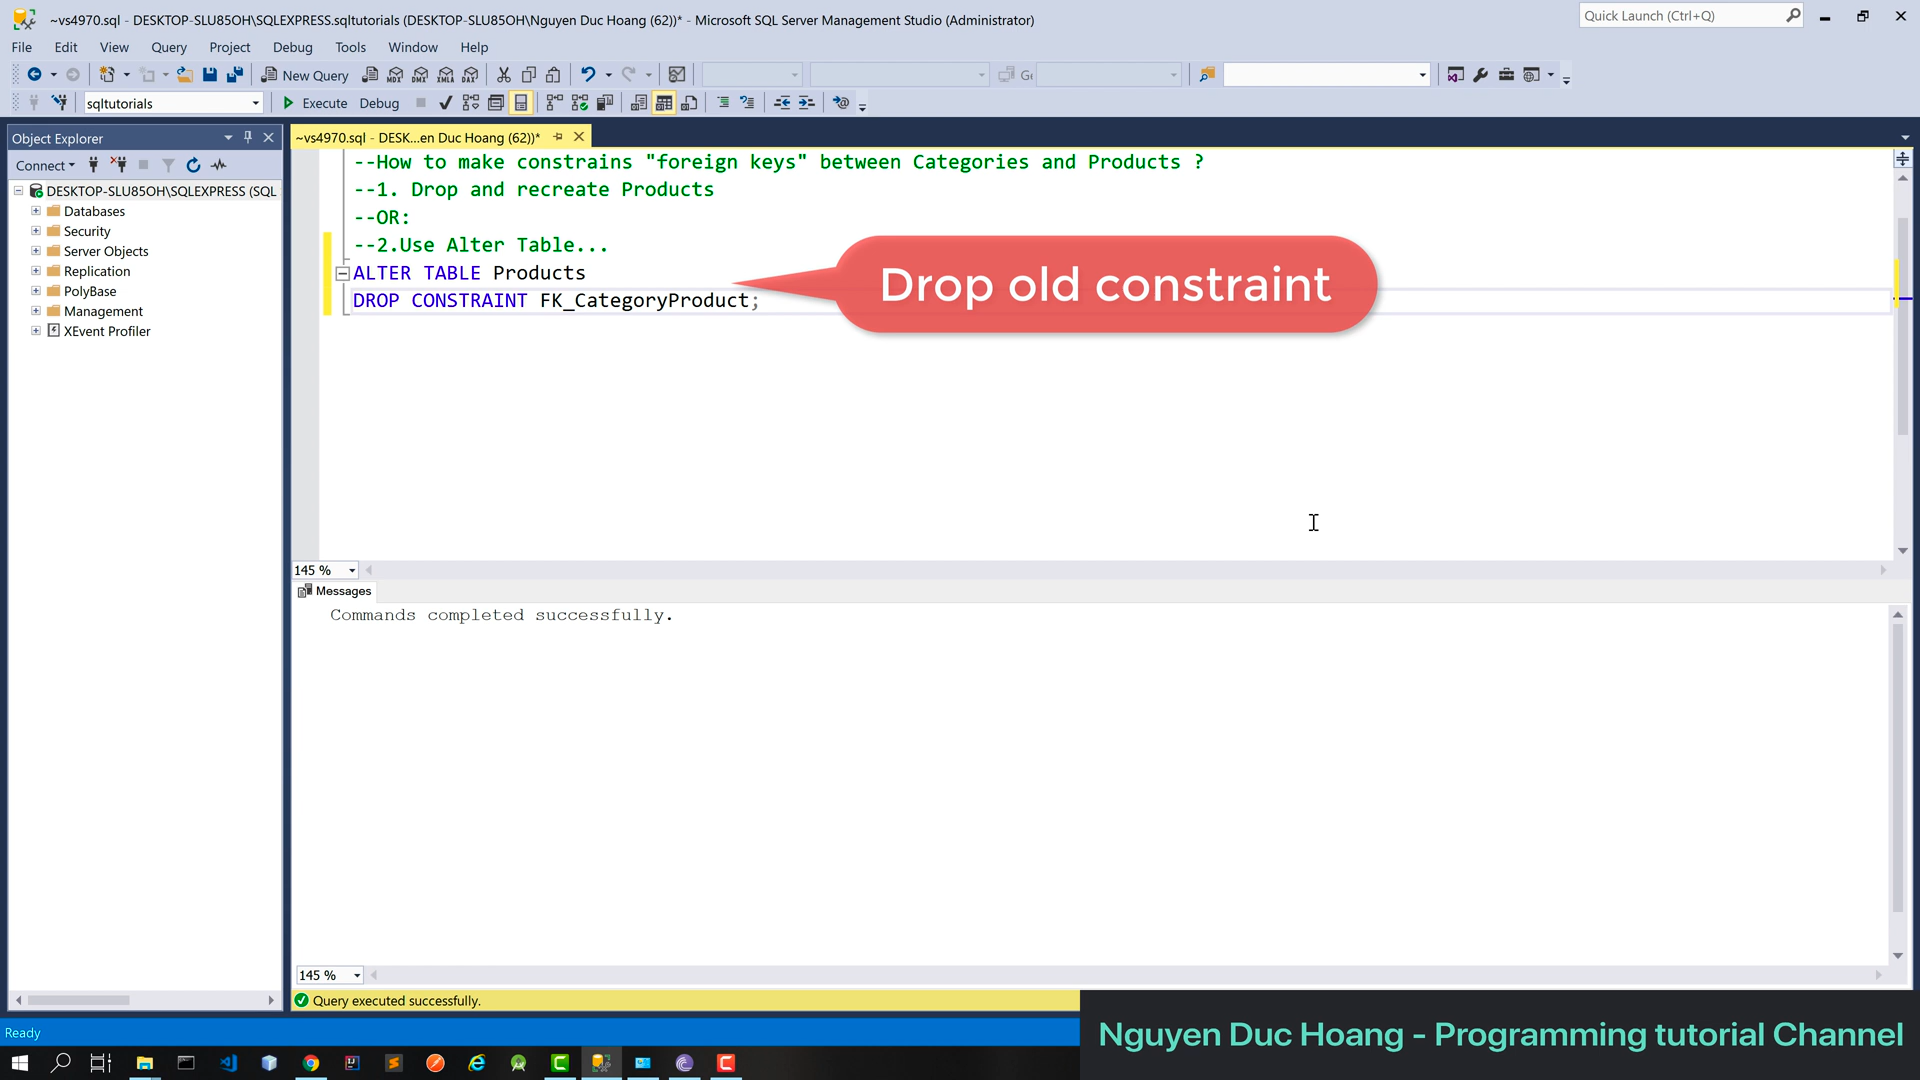 ~vs4970.sql - DESKTOP-SLU85OH\SQLEXPRESS.sqltutorials (DESKTOP-SLU85OH\Nguyen Duc Hoang (62))* - Microsoft SQL Server Management Studio (Administrator)
Quick Launch (Ctrl+Q)
File Edit View Query Project Debug Tools Window Help
New Query
MDX DMX XMLA DAX
sqltutorials
Execute Debug
Object Explorer
~vs4970.sql - DESK...en Duc Hoang (62))*
Connect
DESKTOP-SLU85OH\SQLEXPRESS (SQL
Databases
Security
Server Objects
Replication
PolyBase
Management
XEvent Profiler
--How to make constrains "foreign keys" between Categories and Products ?
--1. Drop and recreate Products
--OR:
--2.Use Alter Table...
ALTER TABLE Products
DROP CONSTRAINT FK_CategoryProduct;
Drop old constraint
145 %
Messages
Commands completed successfully.
145 %
Query executed successfully.
Ready
Nguyen Duc Hoang - Programming tutorial Channel